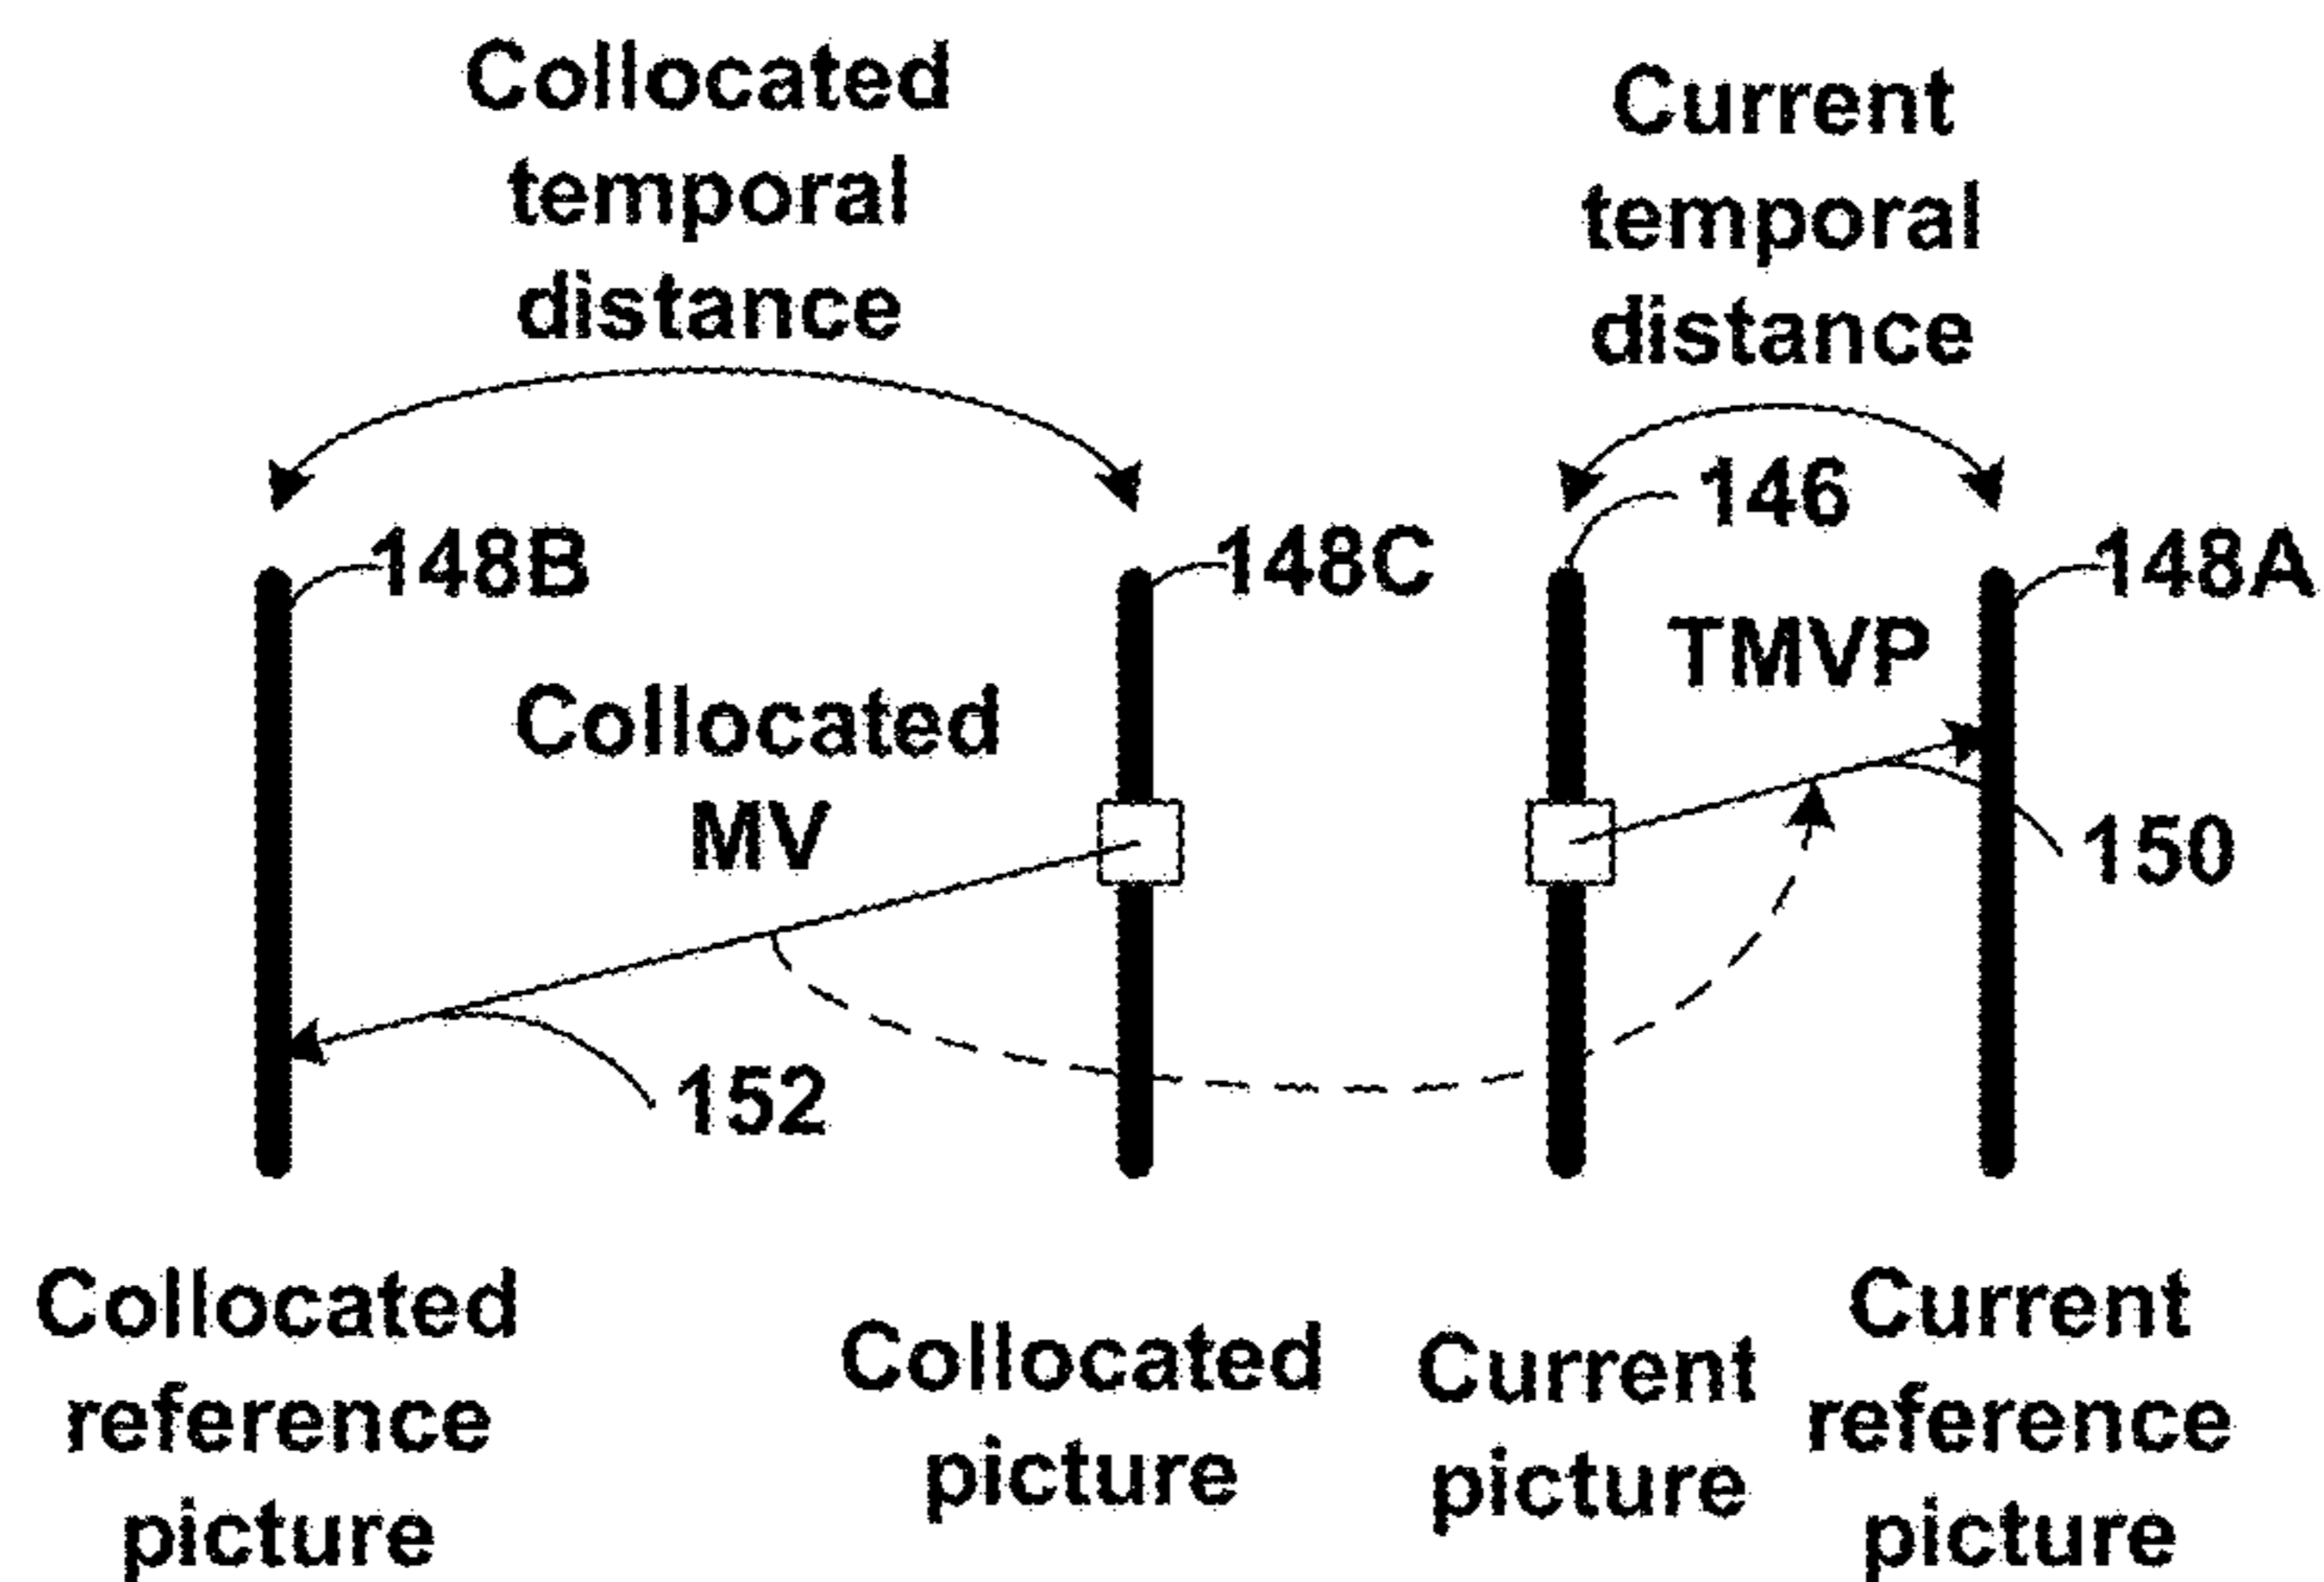 Collocated
temporal
distance
Current
temporal
distance
146
148B
148C
148A
TMVP
Collocated
MV
150
152
Collocated
reference
picture
Collocated
picture
Current
picture
Current
reference
picture